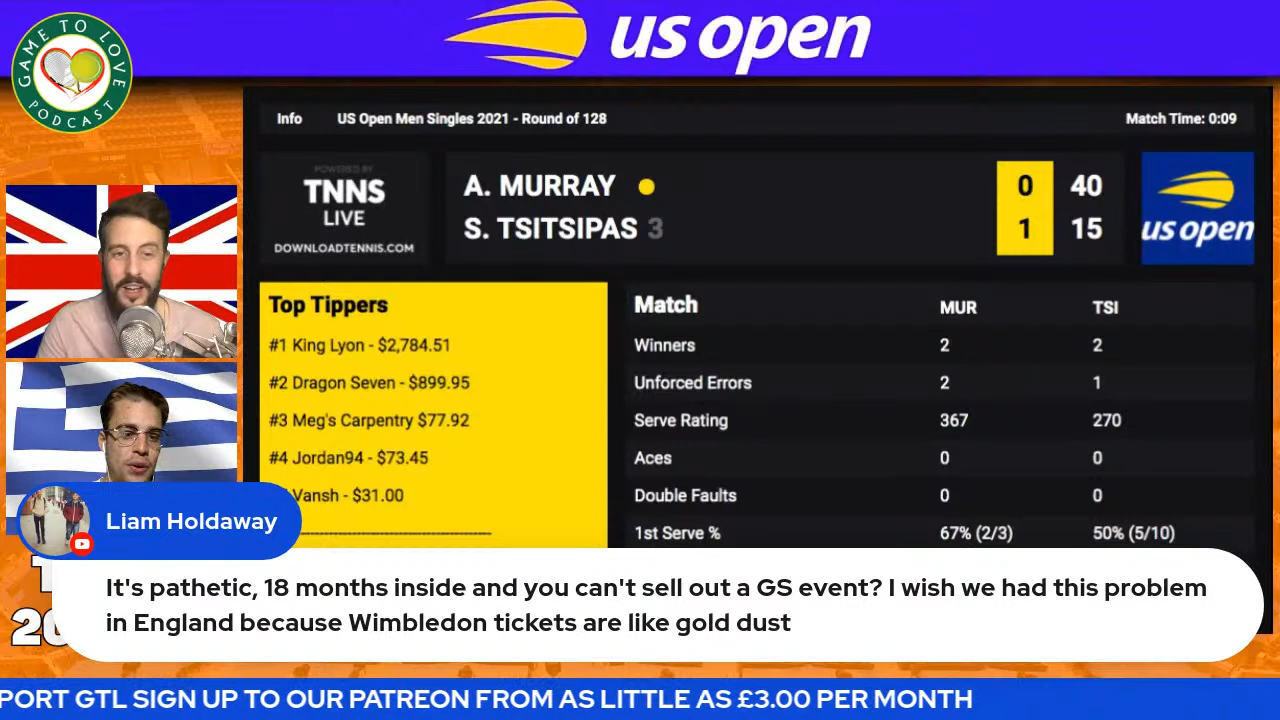 GAME TO LOVE
PODCAST
us open
Info US Open Men Singles 2021 - Round of 128 Match Time: 0:09
POWERED BY
TNNS
LIVE
DOWNLOADTENNIS.COM
A. MURRAY 0 40
S. TSITSIPAS 3 1 15
us open
Top Tippers
#1 King Lyon - $2,784.51
#2 Dragon Seven - $899.95
#3 Meg's Carpentry $77.92
#4 Jordan94 - $73.45
Vansh - $31.00
Match MUR TSI
Winners 2 2
Unforced Errors 2 1
Serve Rating 367 270
Aces 0 0
Double Faults 0 0
1st Serve % 67% (2/3) 50% (5/10)
Liam Holdaway
It's pathetic, 18 months inside and you can't sell out a GS event? I wish we had this problem
in England because Wimbledon tickets are like gold dust
PORT GTL SIGN UP TO OUR PATREON FROM AS LITTLE AS £3.00 PER MONTH